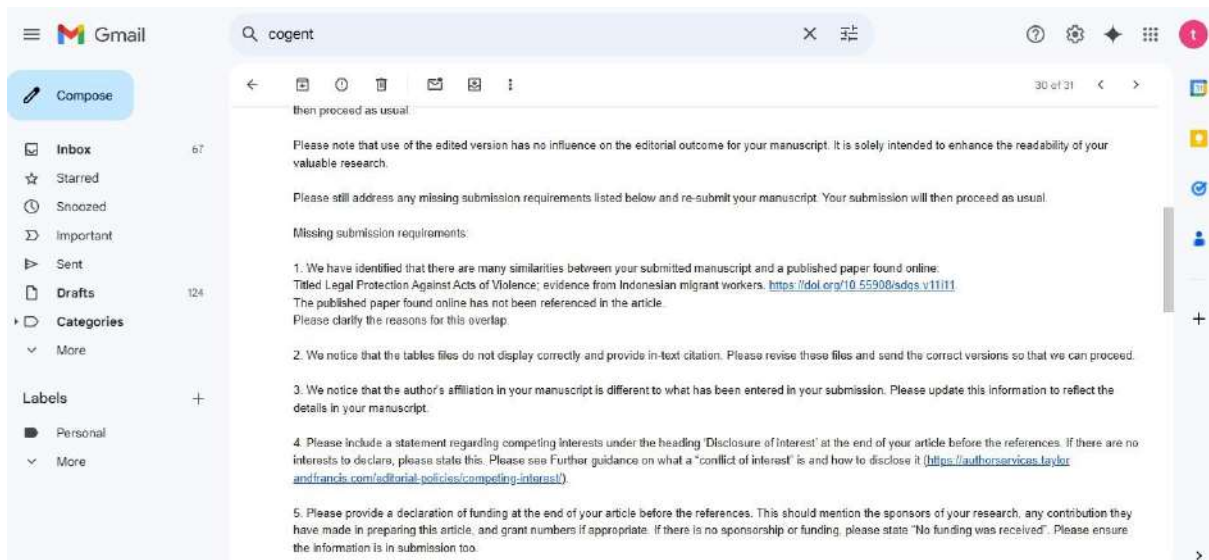 Gmail
cogent
t
Compose
30 of 31
then proceed as usual.
Inbox 67
Please note that use of the edited version has no influence on the editorial outcome for your manuscript. It is solely intended to enhance the readability of your
valuable research.
Starred
Snoozed
Please still address any missing submission requirements listed below and re-submit your manuscript. Your submission will then proceed as usual.
Important
Missing submission requirements:
Sent
1. We have identified that there are many similarities between your submitted manuscript and a published paper found online:
Titled Legal Protection Against Acts of Violence; evidence from Indonesian migrant workers. https://doi.org/10.55908/sdgs.v11i11
Drafts 124
The published paper found online has not been referenced in the article.
Categories
Please clarify the reasons for this overlap.
More
2. We notice that the tables files do not display correctly and provide in-text citation. Please revise these files and send the correct versions so that we can proceed.
Labels
3. We notice that the author's affiliation in your manuscript is different to what has been entered in your submission. Please update this information to reflect the
details in your manuscript.
Personal
More
4. Please include a statement regarding competing interests under the heading 'Disclosure of interest' at the end of your article before the references. If there are no
interests to declare, please state this. Please see Further guidance on what a "conflict of interest" is and how to disclose it (https://authorservices.taylor
andfrancis.com/editorial-policies/competing-interest/).
5. Please provide a declaration of funding at the end of your article before the references. This should mention the sponsors of your research, any contribution they
have made in preparing this article, and grant numbers if appropriate. If there is no sponsorship or funding, please state "No funding was received". Please ensure
the information is in submission too.